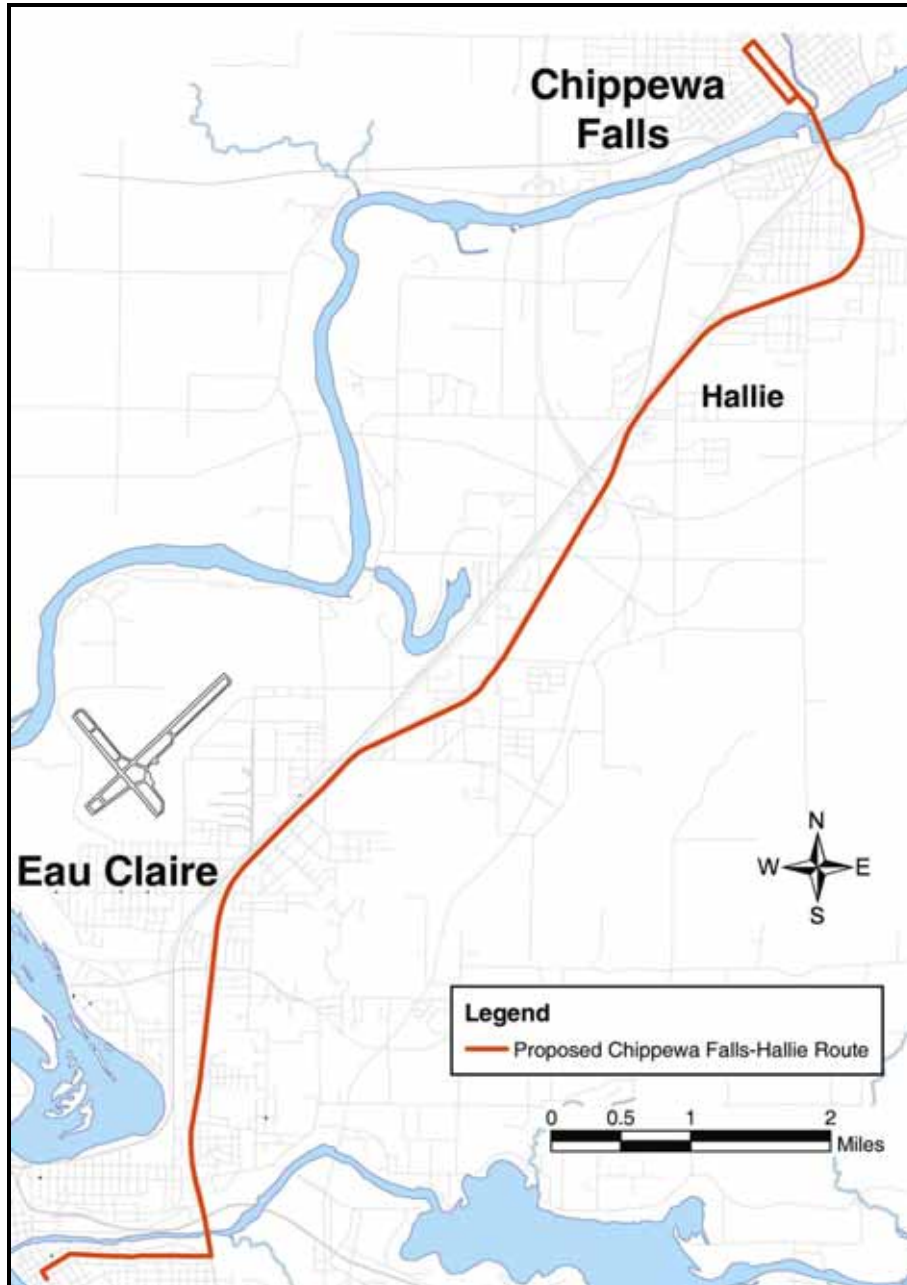 Chippewa
Falls
Hallie
Eau Claire
N
W E
S
Legend
Proposed Chippewa Falls-Hallie Route
0 0.5 1 2
Miles